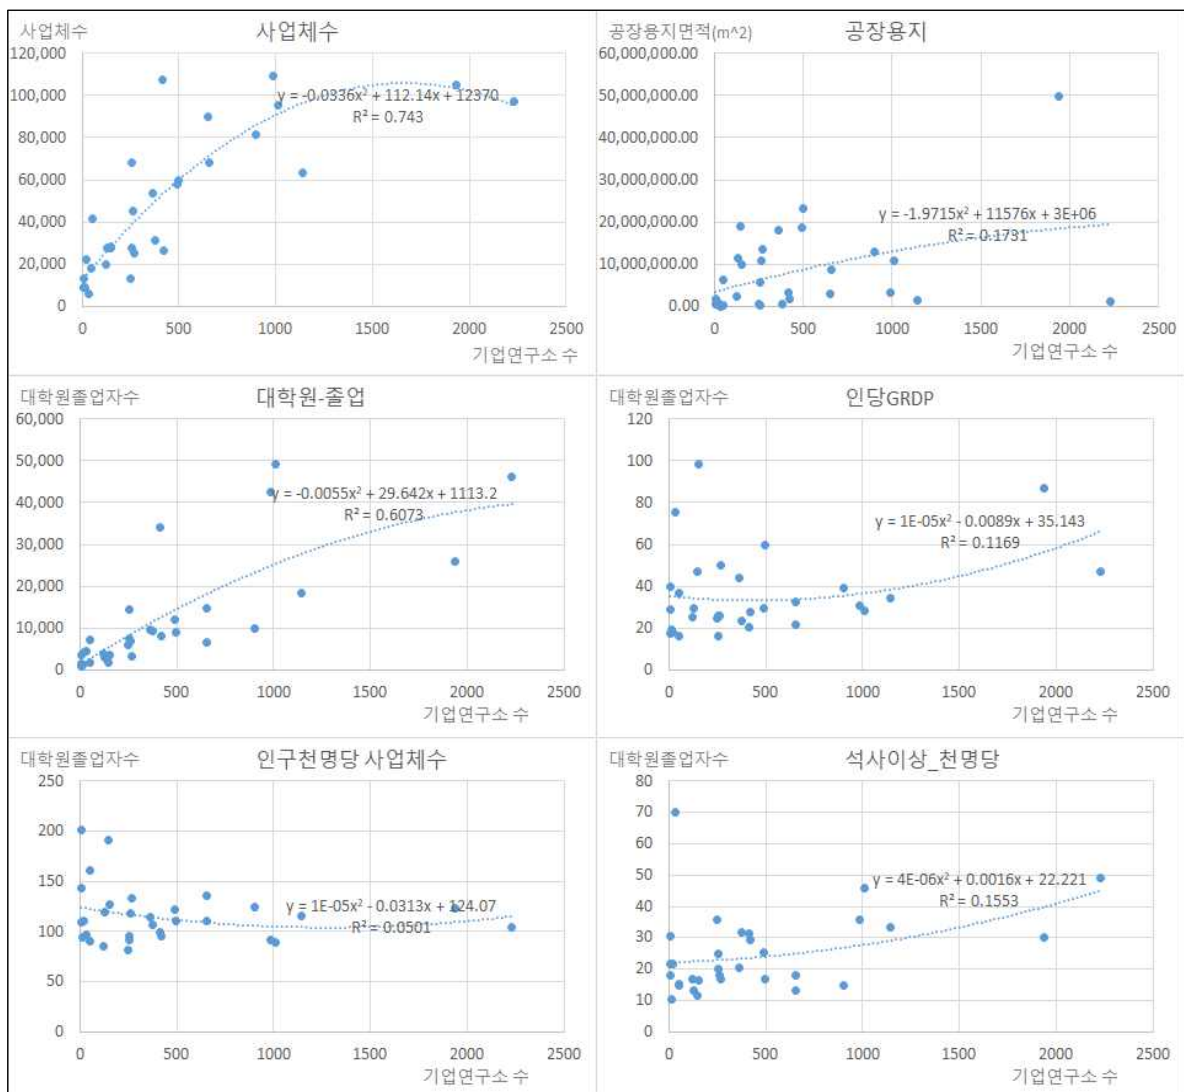 사업체수
사업체수
120,000
100,000
80,000
60,000
40,000
20,000
0
y = -0.0336x² + 112.14x + 12370
R² = 0.743
0 500 1000 1500 2000 2500
기업연구소 수
공장용지면적(m^2)
공장용지
60,000,000.00
50,000,000.00
40,000,000.00
30,000,000.00
20,000,000.00
10,000,000.00
0.00
y = -1.9715x² + 11576x + 3E+06
R² = 0.1731
0 500 1000 1500 2000 2500
기업연구소 수
대학원졸업자수
대학원-졸업
60,000
50,000
40,000
30,000
20,000
10,000
0
y = -0.0055x² + 29.642x + 1113.2
R² = 0.6073
0 500 1000 1500 2000 2500
기업연구소 수
대학원졸업자수
인당GRDP
120
100
80
60
40
20
0
y = 1E-05x² - 0.0089x + 35.143
R² = 0.1169
0 500 1000 1500 2000 2500
기업연구소 수
대학원졸업자수
인구천명당 사업체수
250
200
150
100
50
0
y = 1E-05x² - 0.0313x + 124.07
R² = 0.0501
0 500 1000 1500 2000 2500
기업연구소 수
대학원졸업자수
석사이상_천명당
80
70
60
50
40
30
20
10
0
y = 4E-06x² + 0.0016x + 22.221
R² = 0.1553
0 500 1000 1500 2000 2500
기업연구소 수